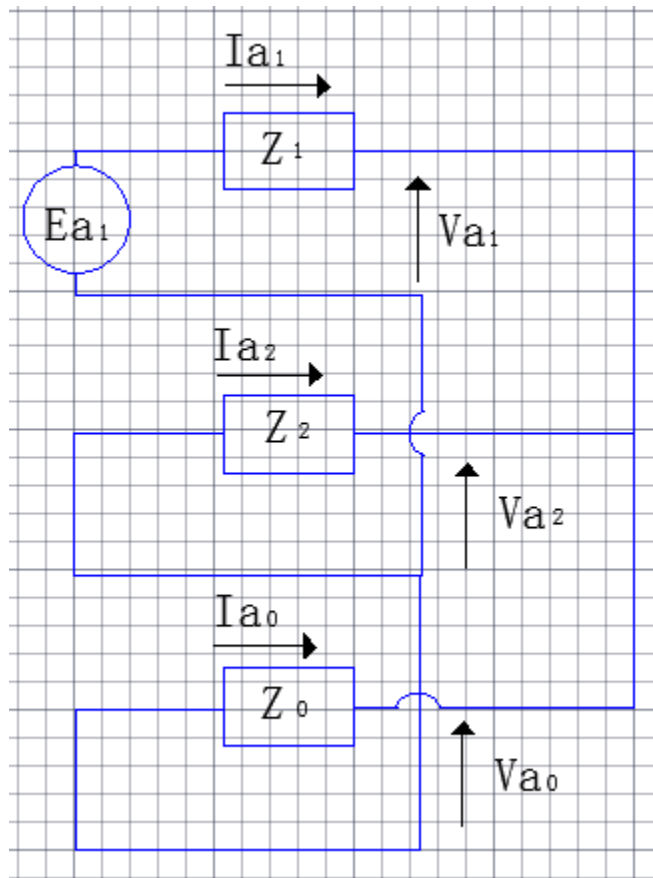 Ia₁
Z₁
Ea₁
Va₁
Ia₂
Z₂
Va₂
Ia₀
Z₀
Va₀